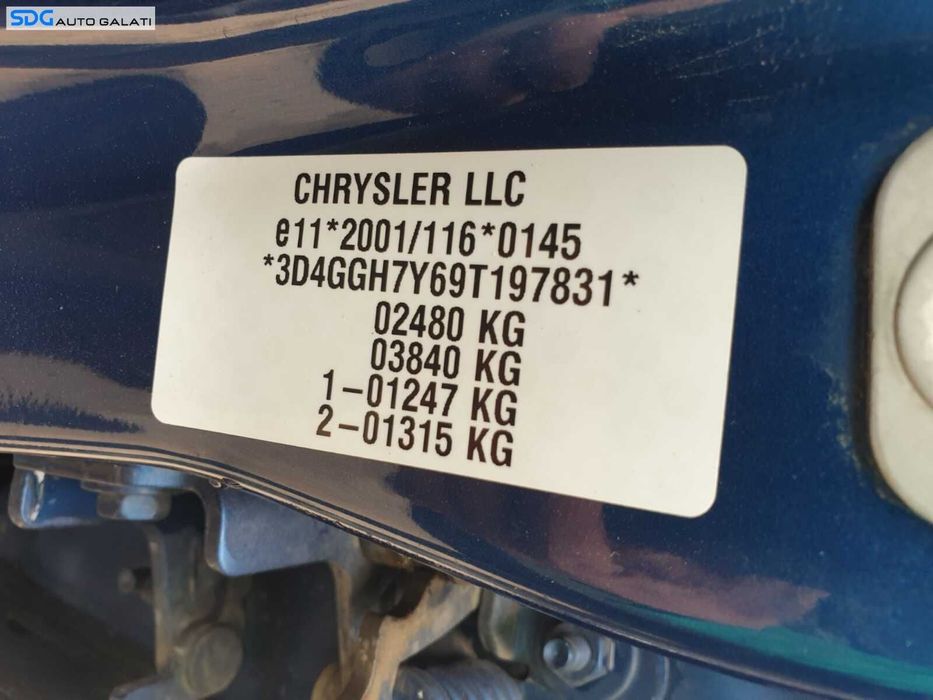 SDG AUTO GALATI
CHRYSLER LLC
e11*2001/116*0145
*3D4GGH7Y69T197831*
02480 KG
03840 KG
1-01247 KG
2-01315 KG